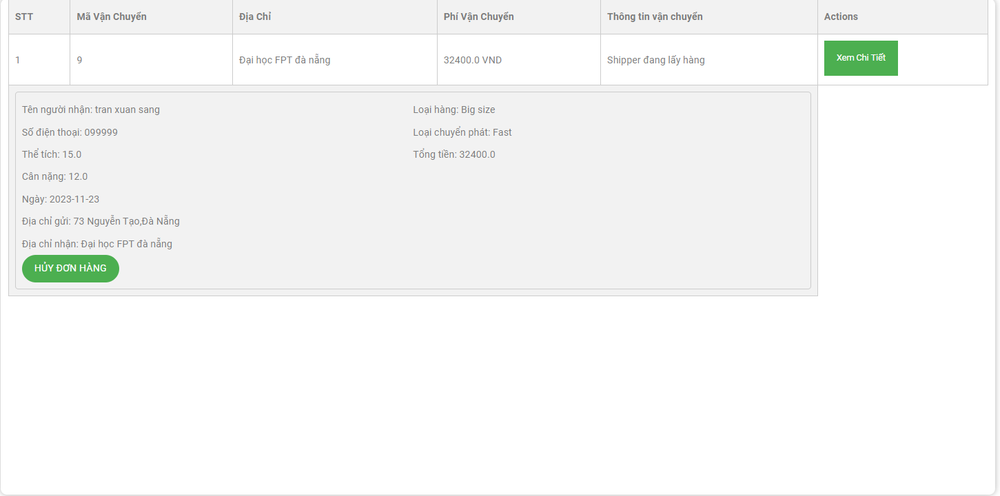 STT Mã Vận Chuyển Địa Chỉ Phí Vận Chuyển Thông tin vận chuyển Actions
1 9 Đại học FPT đà nẵng 32400.0 VND Shipper đang lấy hàng Xem Chi Tiết
Tên người nhận: tran xuan sang
Số điện thoại: 099999
Thể tích: 15.0
Cân nặng: 12.0
Ngày: 2023-11-23
Địa chỉ gửi: 73 Nguyễn Tạo,Đà Nẵng
Địa chỉ nhận: Đại học FPT đà nẵng
HỦY ĐƠN HÀNG
Loại hàng: Big size
Loại chuyển phát: Fast
Tổng tiền: 32400.0